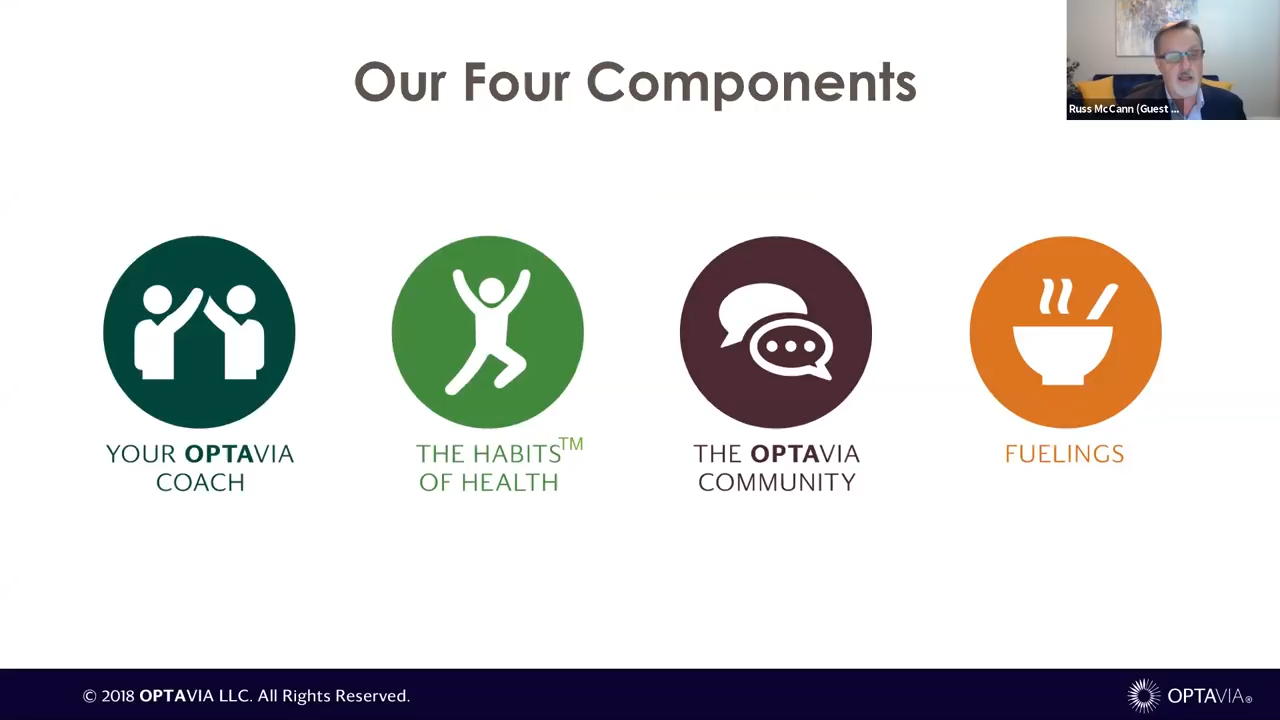 Our Four Components
Russ McCann (Guest ...
YOUR OPTAVIA
COACH
THE HABITS™
OF HEALTH
THE OPTAVIA
COMMUNITY
FUELINGS
© 2018 OPTAVIA LLC. All Rights Reserved.
OPTAVIA®